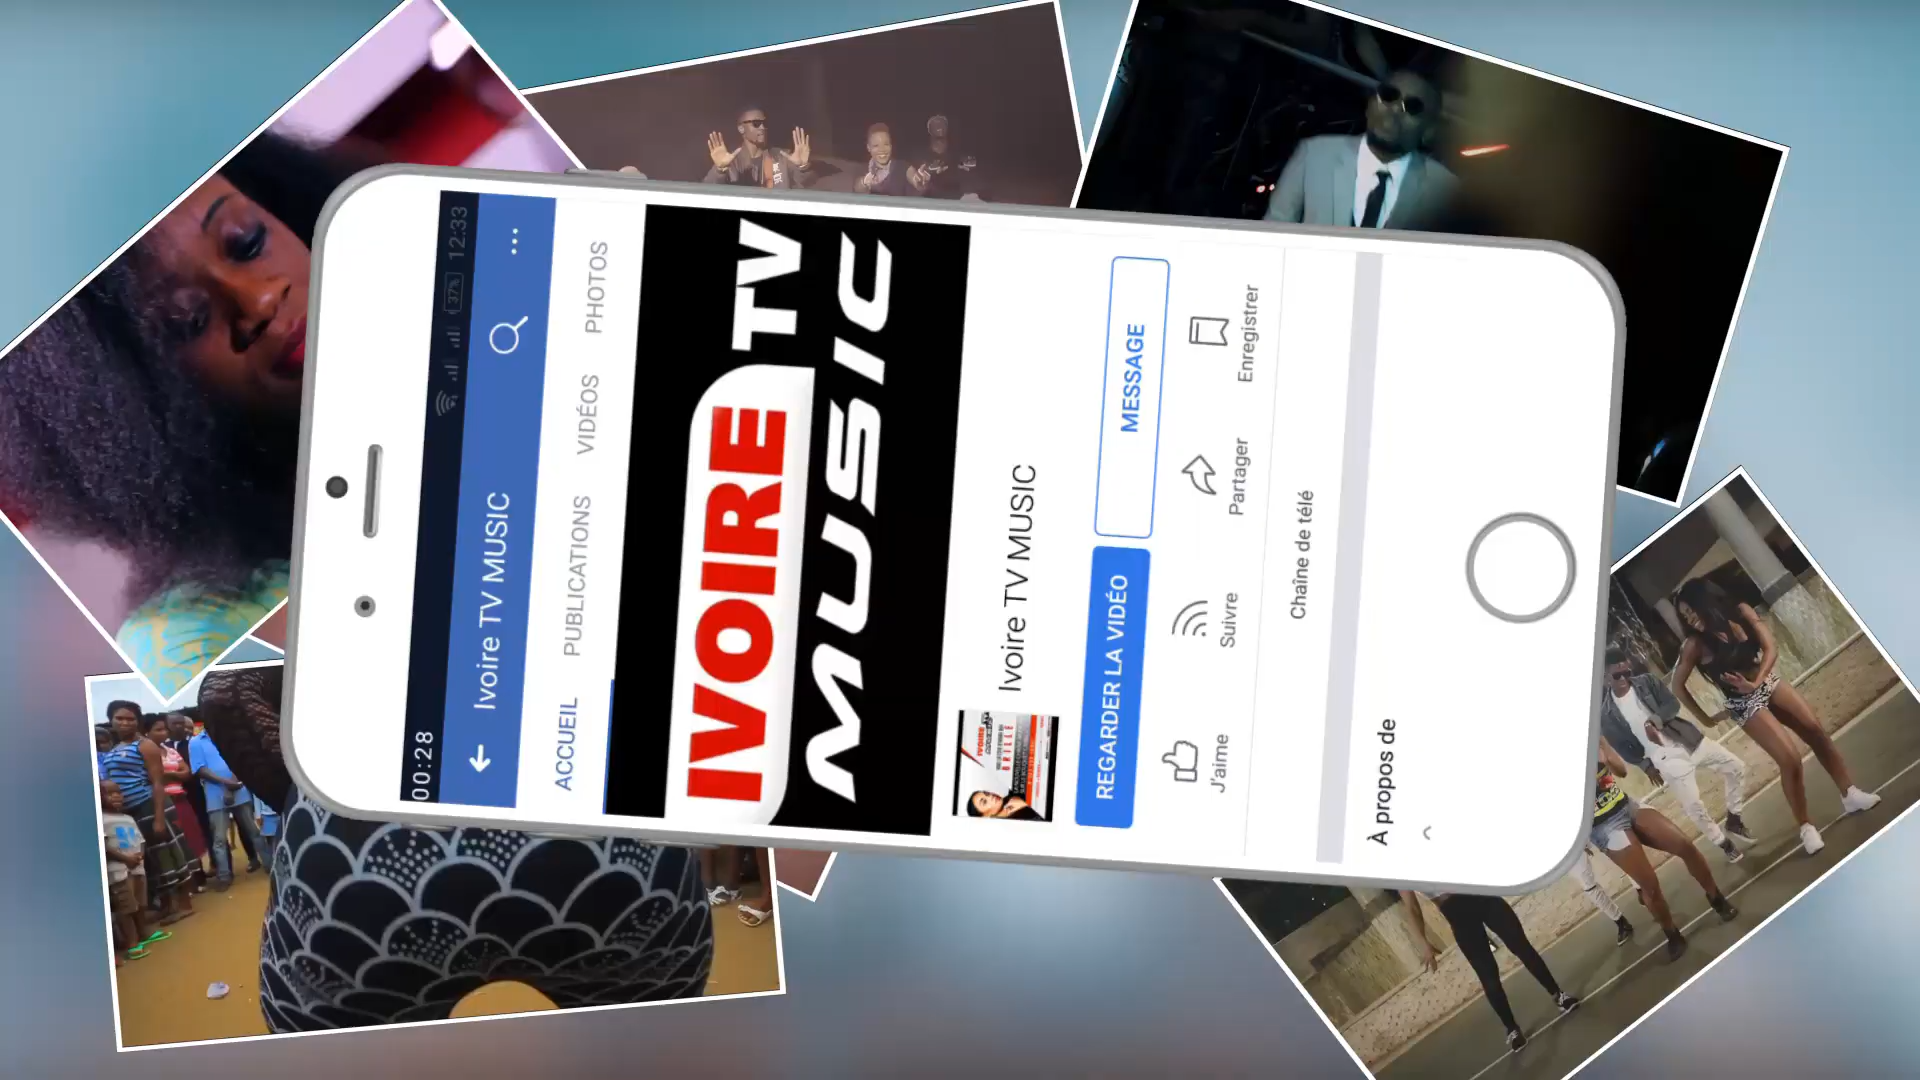 00:28
37% 12:33
Ivoire TV MUSIC
ACCUEIL PUBLICATIONS VIDÉOS PHOTOS
IVOIRE TV
MUSIC
Ivoire TV MUSIC
REGARDER LA VIDÉO MESSAGE
J'aime Suivre Partager Enregistrer
Chaîne de télé
À propos de